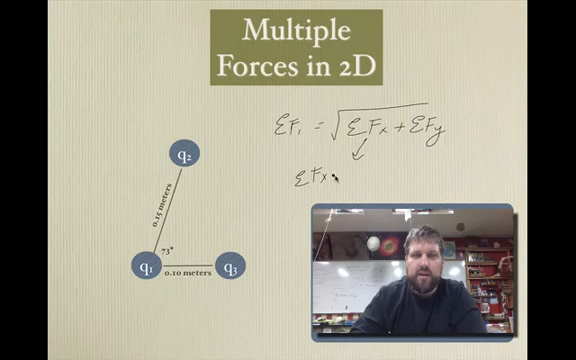 Multiple
Forces in 2D
ΣF₁ = √ΣFx + ΣFy
ΣFx
q2
0.15 meters
73°
q1
q3
0.10 meters